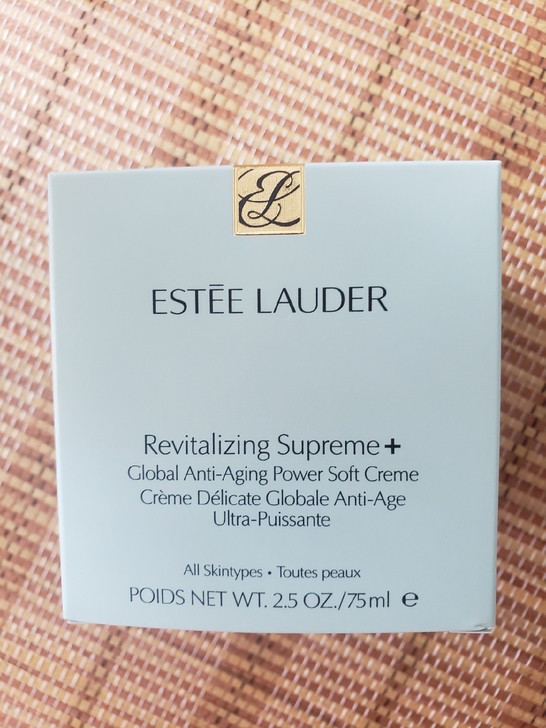 EL
ESTĒE LAUDER
Revitalizing Supreme+
Global Anti-Aging Power Soft Creme
Crème Délicate Globale Anti-Age
Ultra-Puissante
All Skintypes • Toutes peaux
POIDS NET WT. 2.5 OZ./75ml ℮